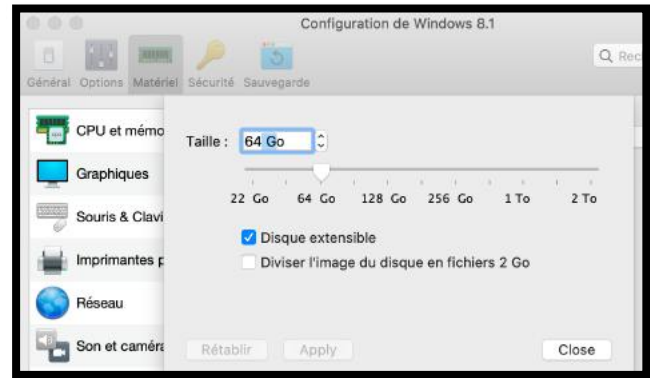 Configuration de Windows 8.1
Rec
Général Options Matériel Sécurité Sauvegarde
CPU et mémo
Taille : 64 Go
Graphiques
22 Go 64 Go 128 Go 256 Go 1 To 2 To
Souris & Clavi
Disque extensible
Diviser l'image du disque en fichiers 2 Go
Imprimantes p
Réseau
Son et caméra
Rétablir Apply Close